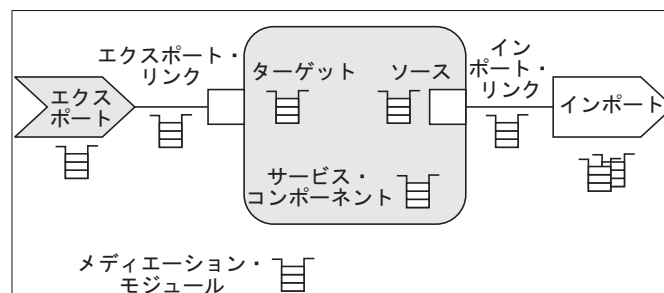 エクスポート・
リンク
イン
ポート・
リンク
ターゲット
ソース
エクス
ポート
インポート
サービス・
コンポーネント
メディエーション・
モジュール